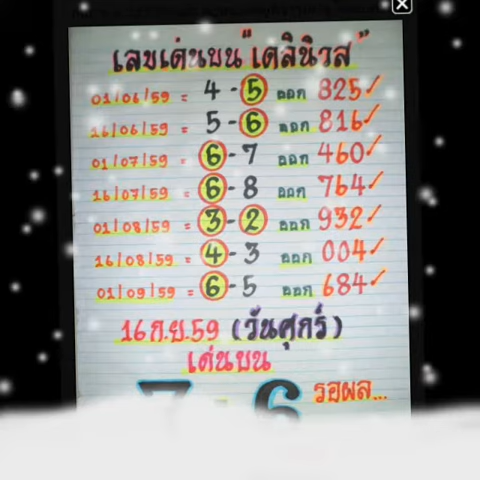 เลขเด่นบน "เดลินิวส์"
01/06/59 = 4 - 5 ออก 825 ✓
16/06/59 = 5 - 6 ออก 816 ✓
01/07/59 = 6 - 7 ออก 460 ✓
16/07/59 = 6 - 8 ออก 764 ✓
01/08/59 = 3 - 2 ออก 932 ✓
16/08/59 = 4 - 3 ออก 004 ✓
01/09/59 = 6 - 5 ออก 684 ✓
16 ก.ย.59 (วันศุกร์)
เด่นบน
7 - 6 รอผล...